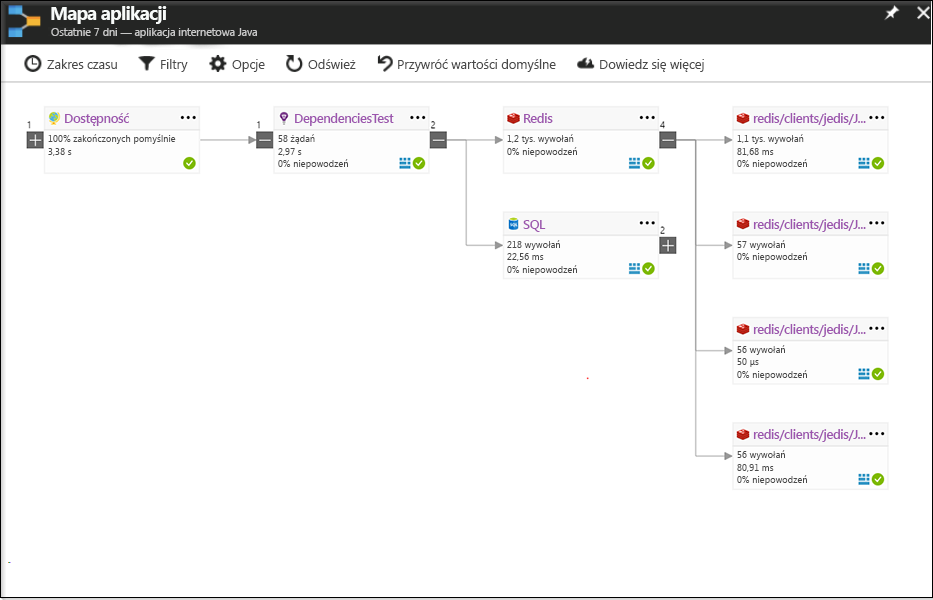 Mapa aplikacji
Ostatnie 7 dni — aplikacja internetowa Java
Zakres czasu Filtry Opcje Odśwież Przywróć wartości domyślne Dowiedz się więcej
1
Dostępność
100% zakończonych pomyślnie
3,38 s
1
DependenciesTest
58 żądań
2,97 s
0% niepowodzeń
2
Redis
1,2 tys. wywołań
0% niepowodzeń
4
SQL
SQL
218 wywołań
22,56 ms
0% niepowodzeń
2
redis/clients/jedis/J...
1,1 tys. wywołań
81,68 ms
0% niepowodzeń
redis/clients/jedis/J...
57 wywołań
0% niepowodzeń
redis/clients/jedis/J...
56 wywołań
50 µs
0% niepowodzeń
redis/clients/jedis/J...
56 wywołań
80,91 ms
0% niepowodzeń